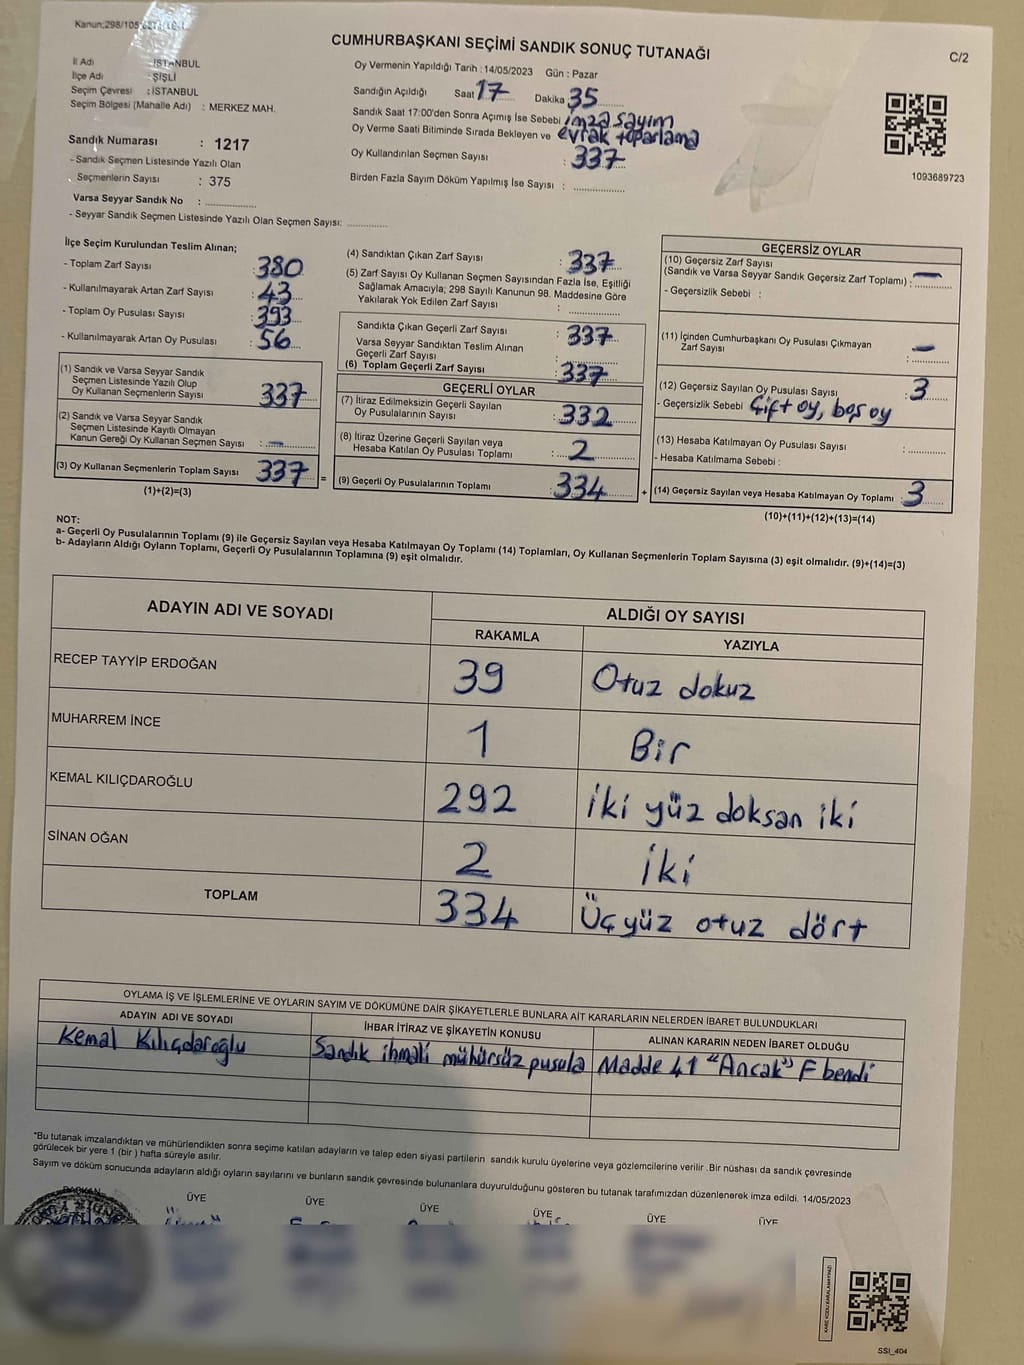 CUMHURBAŞKANI SEÇİMİ SANDIK SONUÇ TUTANAĞI
C/2
İl Adı : İSTANBUL
İlçe Adı : ŞİŞLİ
Seçim Çevresi : İSTANBUL
Seçim Bölgesi (Mahalle Adı) : MERKEZ MAH.
Sandık Numarası : 1217
- Sandık Seçmen Listesinde Yazılı Olan
Seçmenlerin Sayısı : 375
Varsa Seyyar Sandık No : ..............
- Seyyar Sandık Seçmen Listesinde Yazılı Olan Seçmen Sayısı: ............
Oy Vermenin Yapıldığı Tarih : 14/05/2023 Gün : Pazar
Sandığın Açıldığı Saat 17 Dakika 35
Sandık Saat 17:00'den Sonra Açımış İse Sebebi imza sayım
Oy Verme Saati Bitiminde Sırada Bekleyen ve evrak toparlama
Oy Kullandırılan Seçmen Sayısı : 337
Birden Fazla Sayım Döküm Yapılmış İse Sayısı : ..............
1093689723
İlçe Seçim Kurulundan Teslim Alınan;
- Toplam Zarf Sayısı : 380
- Kullanılmayarak Artan Zarf Sayısı : 43
- Toplam Oy Pusulası Sayısı : 393
- Kullanılmayarak Artan Oy Pusulası : 56
(1) Sandık ve Varsa Seyyar Sandık
Seçmen Listesinde Yazılı Olup
Oy Kullanan Seçmenlerin Sayısı : 337
(2) Sandık ve Varsa Seyyar Sandık
Seçmen Listesinde Kayıtlı Olmayan
Kanun Gereği Oy Kullanan Seçmen Sayısı : –
(3) Oy Kullanan Seçmenlerin Toplam Sayısı 337 =
(1)+(2)=(3)
(4) Sandıktan Çıkan Zarf Sayısı : 337
(5) Zarf Sayısı Oy Kullanan Seçmen Sayısından Fazla İse, Eşitliği
Sağlamak Amacıyla; 298 Sayılı Kanunun 98. Maddesine Göre
Yakılarak Yok Edilen Zarf Sayısı : ..............
Sandıkta Çıkan Geçerli Zarf Sayısı : 337
Varsa Seyyar Sandıktan Teslim Alınan
Geçerli Zarf Sayısı : ..............
(6) Toplam Geçerli Zarf Sayısı : 337
GEÇERLİ OYLAR
(7) İtiraz Edilmeksizin Geçerli Sayılan
Oy Pusulalarının Sayısı : 332
(8) İtiraz Üzerine Geçerli Sayılan veya
Hesaba Katılan Oy Pusulası Toplamı : 2
(9) Geçerli Oy Pusulalarının Toplamı : 334 +
GEÇERSİZ OYLAR
(10) Geçersiz Zarf Sayısı
(Sandık ve Varsa Seyyar Sandık Geçersiz Zarf Toplamı) : –
- Geçersizlik Sebebi :
(11) İçinden Cumhurbaşkanı Oy Pusulası Çıkmayan
Zarf Sayısı : –
(12) Geçersiz Sayılan Oy Pusulası Sayısı : 3
- Geçersizlik Sebebi Çift oy, boş oy
(13) Hesaba Katılmayan Oy Pusulası Sayısı : ..........
- Hesaba Katılmama Sebebi :
(14) Geçersiz Sayılan veya Hesaba Katılmayan Oy Toplamı : 3
(10)+(11)+(12)+(13)=(14)
NOT:
a- Geçerli Oy Pusulalarının Toplamı (9) ile Geçersiz Sayılan veya Hesaba Katılmayan Oy Toplamı (14) Toplamları, Oy Kullanan Seçmenlerin Toplam Sayısına (3) eşit olmalıdır. (9)+(14)=(3)
b- Adayların Aldığı Oyların Toplamı, Geçerli Oy Pusulalarının Toplamına (9) eşit olmalıdır.
ADAYIN ADI VE SOYADI ALDIĞI OY SAYISI
RAKAMLA YAZIYLA
RECEP TAYYİP ERDOĞAN 39 Otuz dokuz
MUHARREM İNCE 1 Bir
KEMAL KILIÇDAROĞLU 292 İki yüz doksan iki
SİNAN OĞAN 2 İki
TOPLAM 334 Üçyüz otuz dört
OYLAMA İŞ VE İŞLEMLERİNE VE OYLARIN SAYIM VE DÖKÜMÜNE DAİR ŞİKAYETLERLE BUNLARA AİT KARARLARIN NELERDEN İBARET BULUNDUKLARI
ADAYIN ADI VE SOYADI İHBAR İTİRAZ VE ŞİKAYETİN KONUSU ALINAN KARARIN NEDEN İBARET OLDUĞU
Kemal Kılıçdaroğlu Sandık ihmali mühürsüz pusula Madde 41 "Ancak" F bendi
*Bu tutanak imzalandıktan ve mühürlendikten sonra seçime katılan adayların ve talep eden siyasi partilerin sandık kurulu üyelerine veya gözlemcilerine verilir .Bir nüshası da sandık çevresinde
görülecek bir yere 1 (bir ) hafta süreyle asılır.
Sayım ve döküm sonucunda adayların aldığı oyların sayılarını ve bunların sandık çevresinde bulunanlara duyurulduğunu gösteren bu tutanak tarafımızdan düzenlenerek imza edildi. 14/05/2023
BAŞKAN ÜYE ÜYE ÜYE ÜYE ÜYE ÜYE
SSI_404